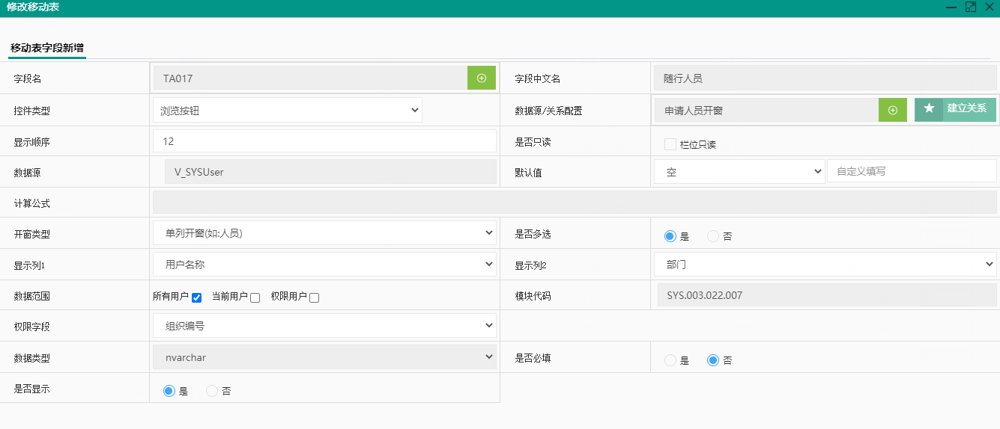 修改移动表
移动表字段新增
字段名 TA017 字段中文名 随行人员
控件类型 浏览按钮 数据源/关系配置 申请人员开窗 建立关系
显示顺序 12 是否只读 栏位只读
数据源 V_SYSUser 默认值 空 自定义填写
计算公式
开窗类型 单列开窗(如:人员) 是否多选 是 否
显示列1 用户名称 显示列2 部门
数据范围 所有用户 当前用户 权限用户 模块代码 SYS.003.022.007
权限字段 组织编号
数据类型 nvarchar 是否必填 是 否
是否显示 是 否